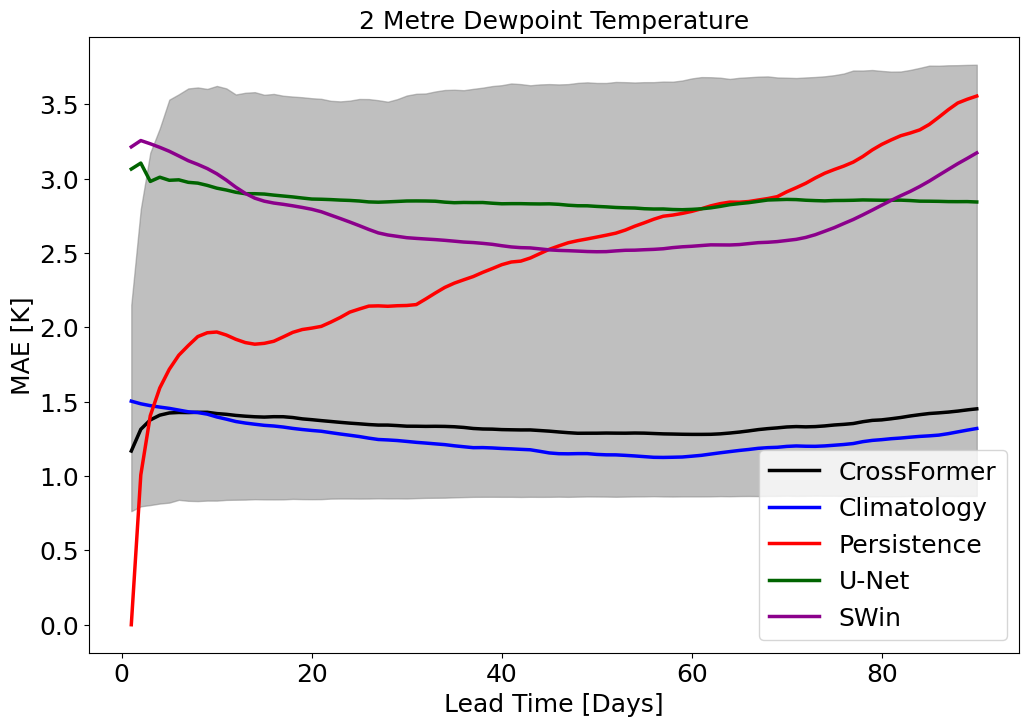 2 Metre Dewpoint Temperature
MAE [K]
3.5
3.0
2.5
2.0
1.5
1.0
0.5
0.0
0
20
40
60
80
Lead Time [Days]
CrossFormer
Climatology
Persistence
U-Net
SWin